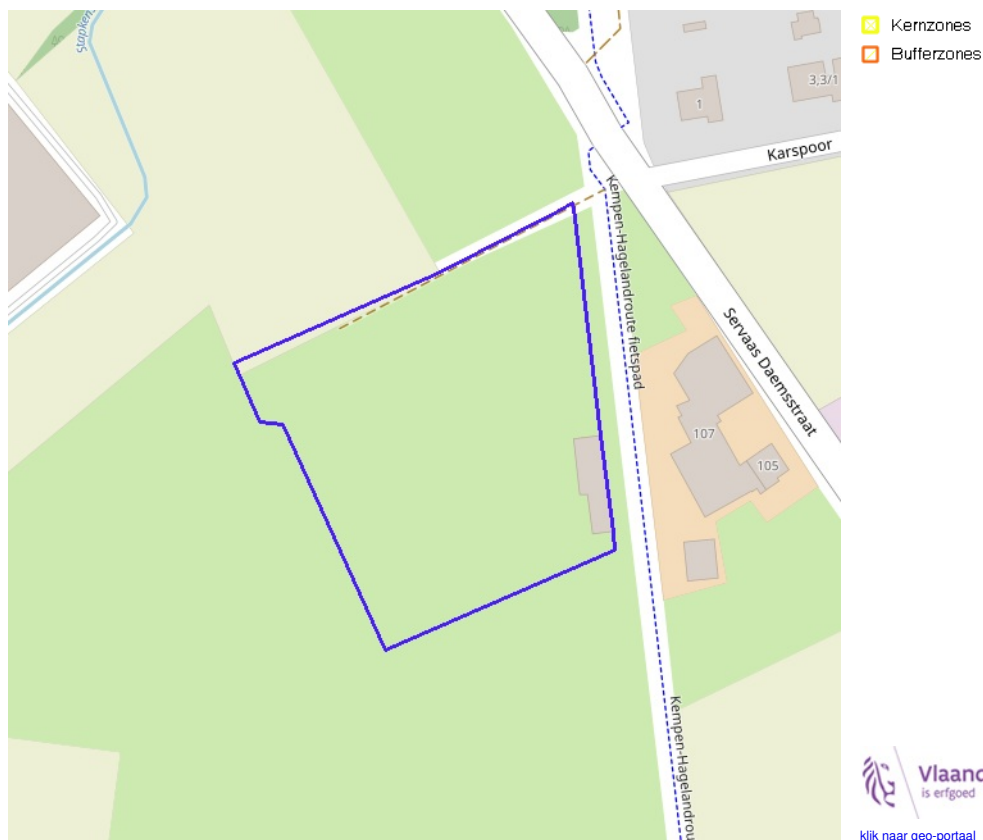 Kernzones
Bufferzones
Stapkens
3,3/1
1
Karspoor
Kempen-Hagelandroute fietspad
Servaas Daemsstraat
107
105
Kempen-Hagelandrou
Vlaand
is erfgoed
klik naar geo-portaal